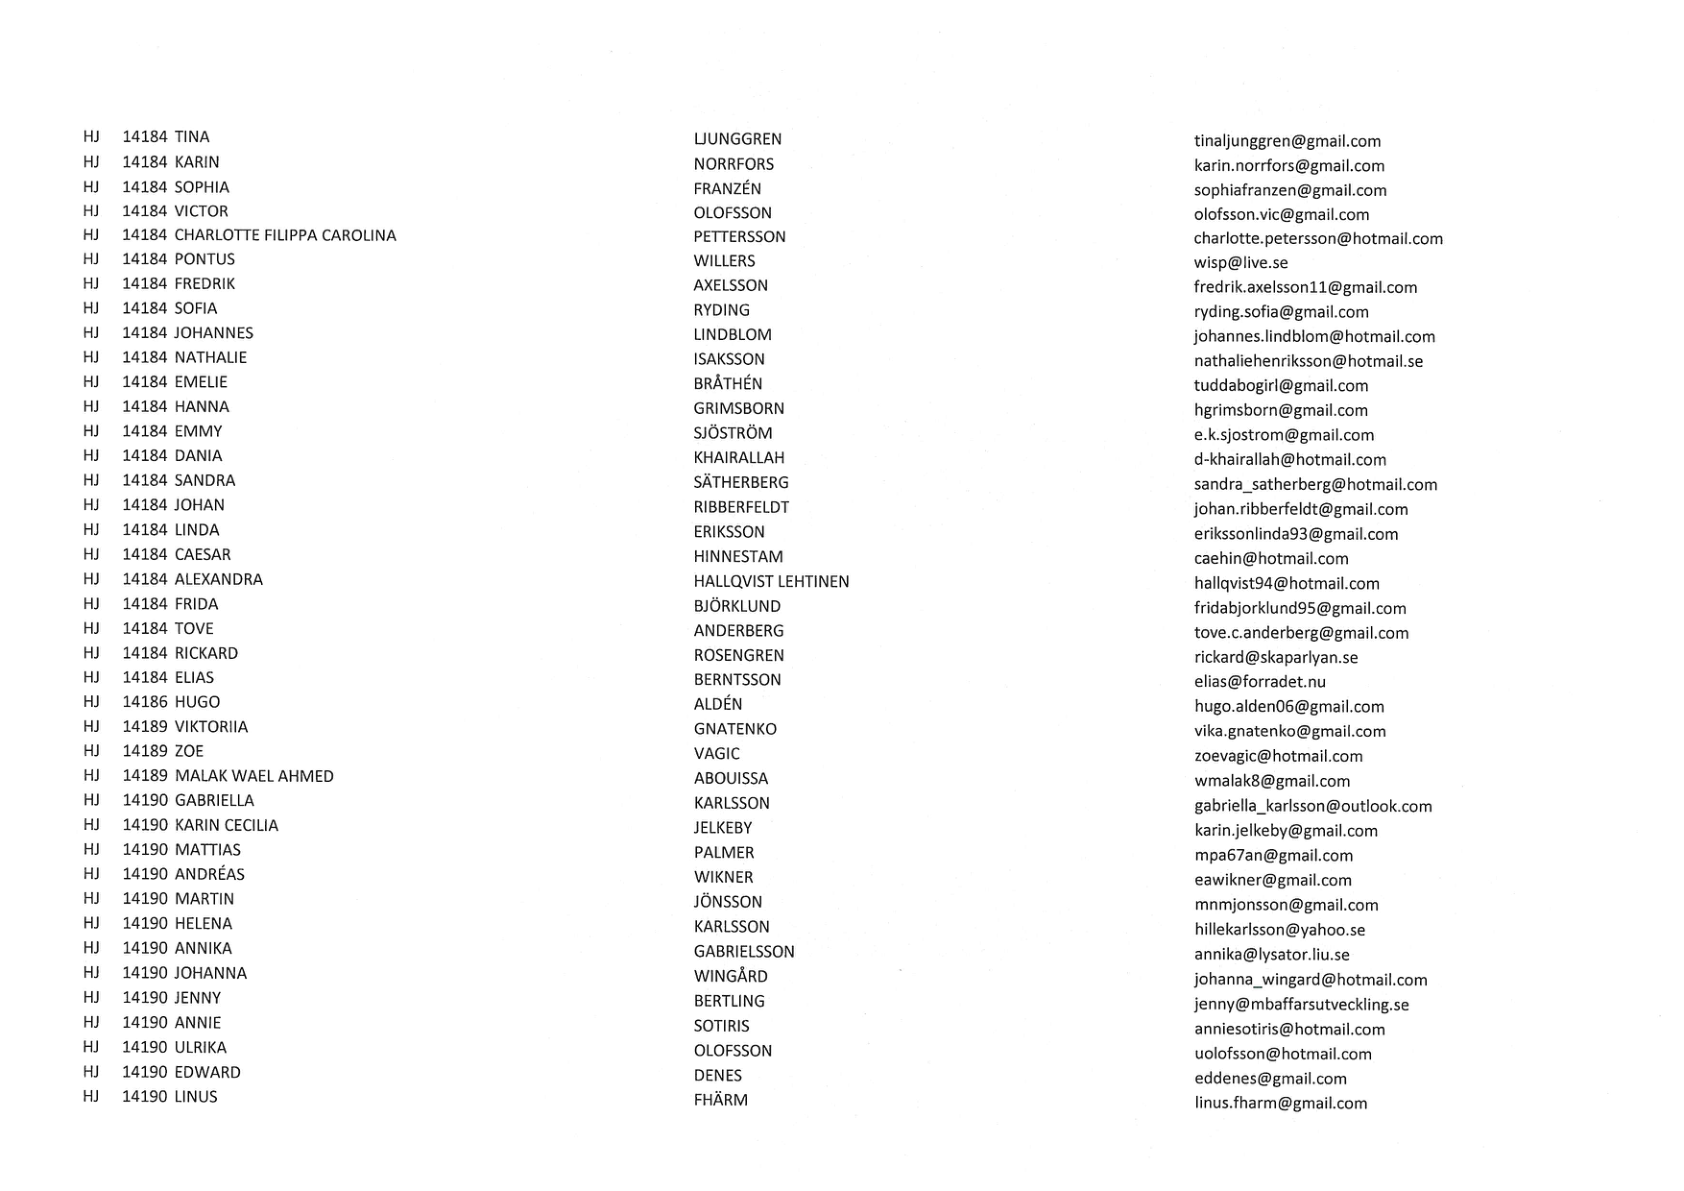 HJ 14184 TINA LJUNGGREN tinaljunggren@gmail.com
HJ 14184 KARIN NORRFORS karin.norrfors@gmail.com
HJ 14184 SOPHIA FRANZÉN sophiafranzen@gmail.com
HJ 14184 VICTOR OLOFSSON olofsson.vic@gmail.com
HJ 14184 CHARLOTTE FILIPPA CAROLINA PETTERSSON charlotte.petersson@hotmail.com
HJ 14184 PONTUS WILLERS wisp@live.se
HJ 14184 FREDRIK AXELSSON fredrik.axelsson11@gmail.com
HJ 14184 SOFIA RYDING ryding.sofia@gmail.com
HJ 14184 JOHANNES LINDBLOM johannes.lindblom@hotmail.com
HJ 14184 NATHALIE ISAKSSON nathaliehenriksson@hotmail.se
HJ 14184 EMELIE BRÅTHÉN tuddabogirl@gmail.com
HJ 14184 HANNA GRIMSBORN hgrimsborn@gmail.com
HJ 14184 EMMY SJÖSTRÖM e.k.sjostrom@gmail.com
HJ 14184 DANIA KHAIRALLAH d-khairallah@hotmail.com
HJ 14184 SANDRA SÄTHERBERG sandra_satherberg@hotmail.com
HJ 14184 JOHAN RIBBERFELDT johan.ribberfeldt@gmail.com
HJ 14184 LINDA ERIKSSON erikssonlinda93@gmail.com
HJ 14184 CAESAR HINNESTAM caehin@hotmail.com
HJ 14184 ALEXANDRA HALLQVIST LEHTINEN hallqvist94@hotmail.com
HJ 14184 FRIDA BJÖRKLUND fridabjorklund95@gmail.com
HJ 14184 TOVE ANDERBERG tove.c.anderberg@gmail.com
HJ 14184 RICKARD ROSENGREN rickard@skaparlyan.se
HJ 14184 ELIAS BERNTSSON elias@forradet.nu
HJ 14186 HUGO ALDÉN hugo.alden06@gmail.com
HJ 14189 VIKTORIIA GNATENKO vika.gnatenko@gmail.com
HJ 14189 ZOE VAGIC zoevagic@hotmail.com
HJ 14189 MALAK WAEL AHMED ABOUISSA wmalak8@gmail.com
HJ 14190 GABRIELLA KARLSSON gabriella_karlsson@outlook.com
HJ 14190 KARIN CECILIA JELKEBY karin.jelkeby@gmail.com
HJ 14190 MATTIAS PALMER mpa67an@gmail.com
HJ 14190 ANDRÉAS WIKNER eawikner@gmail.com
HJ 14190 MARTIN JÖNSSON mnmjonsson@gmail.com
HJ 14190 HELENA KARLSSON hillekarlsson@yahoo.se
HJ 14190 ANNIKA GABRIELSSON annika@lysator.liu.se
HJ 14190 JOHANNA WINGÅRD johanna_wingard@hotmail.com
HJ 14190 JENNY BERTLING jenny@mbaffarsutveckling.se
HJ 14190 ANNIE SOTIRIS anniesotiris@hotmail.com
HJ 14190 ULRIKA OLOFSSON uolofsson@hotmail.com
HJ 14190 EDWARD DENES eddenes@gmail.com
HJ 14190 LINUS FHÄRM linus.fharm@gmail.com